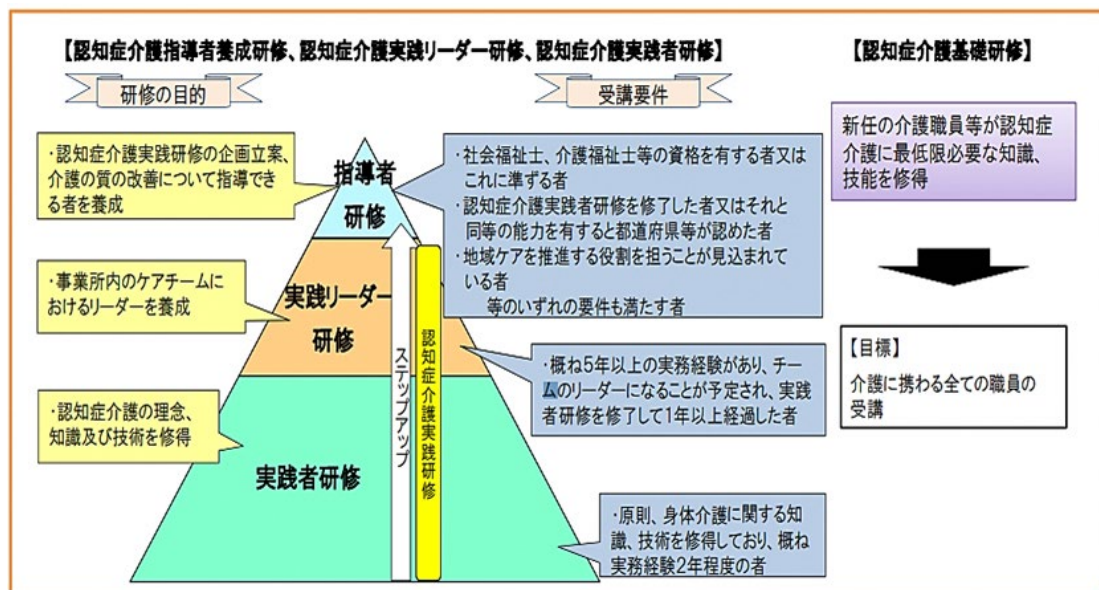 【認知症介護指導者養成研修、認知症介護実践リーダー研修、認知症介護実践者研修】
【認知症介護基礎研修】
研修の目的
受講要件
・認知症介護実践研修の企画立案、
介護の質の改善について指導でき
る者を養成
指導者
研修
・社会福祉士、介護福祉士等の資格を有する者又は
これに準ずる者
・認知症介護実践者研修を修了した者又はそれと
同等の能力を有すると都道府県等が認めた者
・地域ケアを推進する役割を担うことが見込まれて
いる者
等のいずれの要件も満たす者
新任の介護職員等が認知症
介護に最低限必要な知識、
技能を修得
・事業所内のケアチームに
おけるリーダーを養成
実践リーダー
研修
・概ね5年以上の実務経験があり、チー
ムのリーダーになることが予定され、実践
者研修を修了して1年以上経過した者
【目標】
介護に携わる全ての職員の
受講
・認知症介護の理念、
知識及び技術を修得
実践者研修
ステップアップ
認知症介護実践研修
・原則、身体介護に関する知
識、技術を修得しており、概ね
実務経験2年程度の者